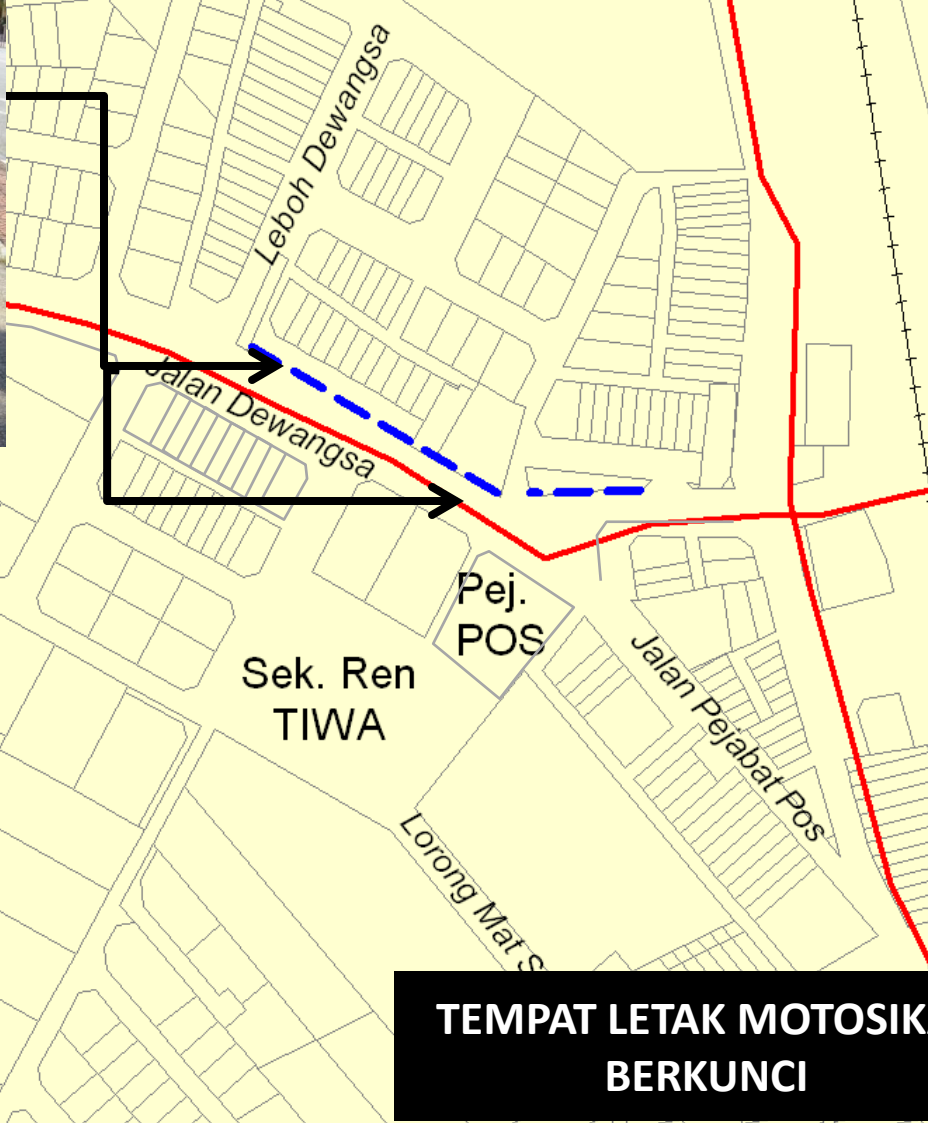 Leboh Dewangsa
Jalan Dewangsa
Pej.
POS
Sek. Ren
TIWA
Jalan Pejabat Pos
Lorong Mat S
TEMPAT LETAK MOTOSIK
BERKUNCI